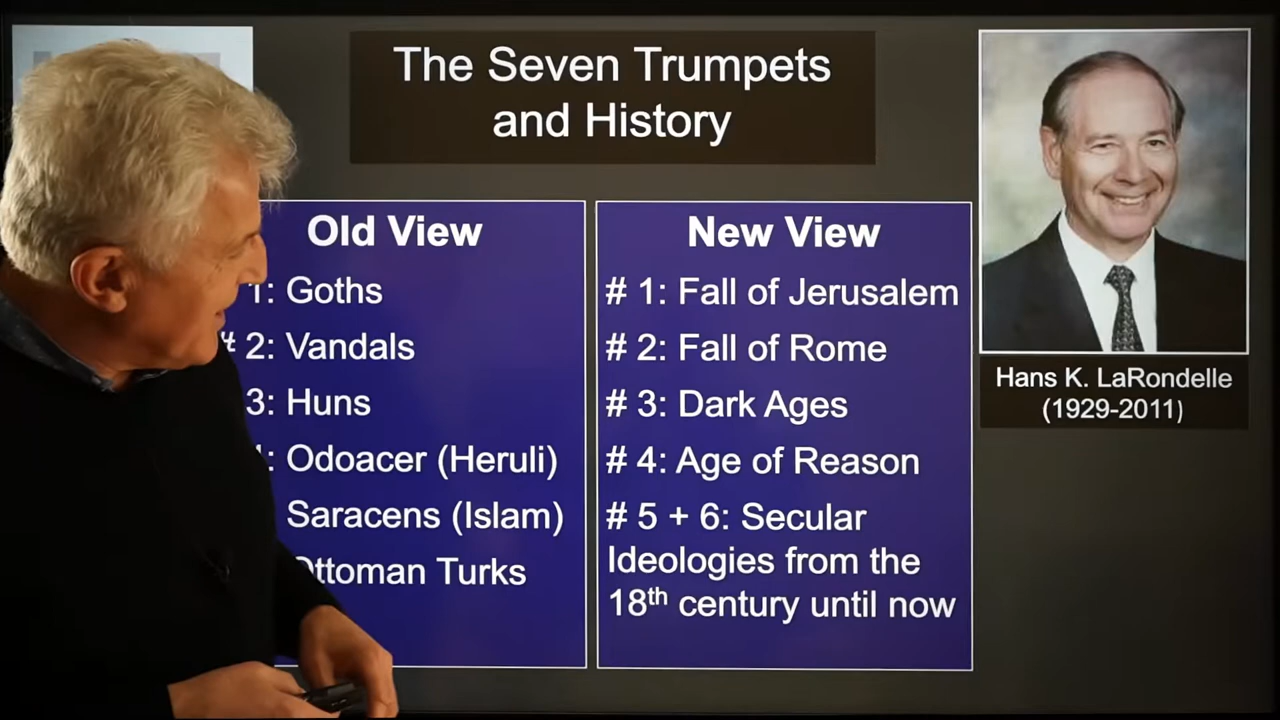 The Seven Trumpets
and History
Old View
1: Goths
# 2: Vandals
3: Huns
: Odoacer (Heruli)
Saracens (Islam)
Ottoman Turks
New View
# 1: Fall of Jerusalem
# 2: Fall of Rome
# 3: Dark Ages
# 4: Age of Reason
# 5 + 6: Secular
Ideologies from the
18th century until now
Hans K. LaRondelle
(1929-2011)